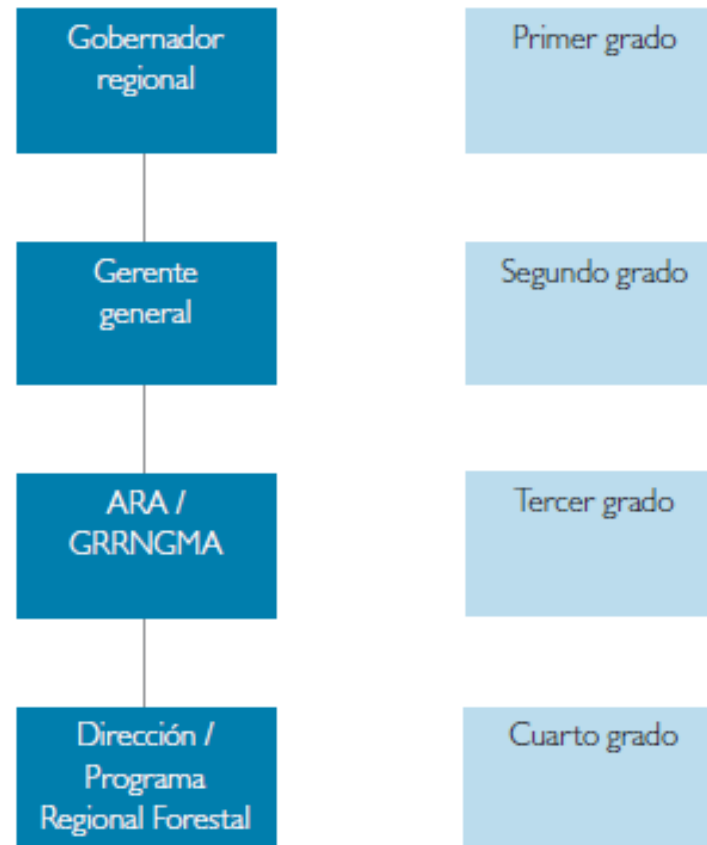 Gobernador
regional
Primer grado
Gerente
general
Segundo grado
ARA /
GRRNGMA
Tercer grado
Dirección /
Programa
Regional Forestal
Cuarto grado